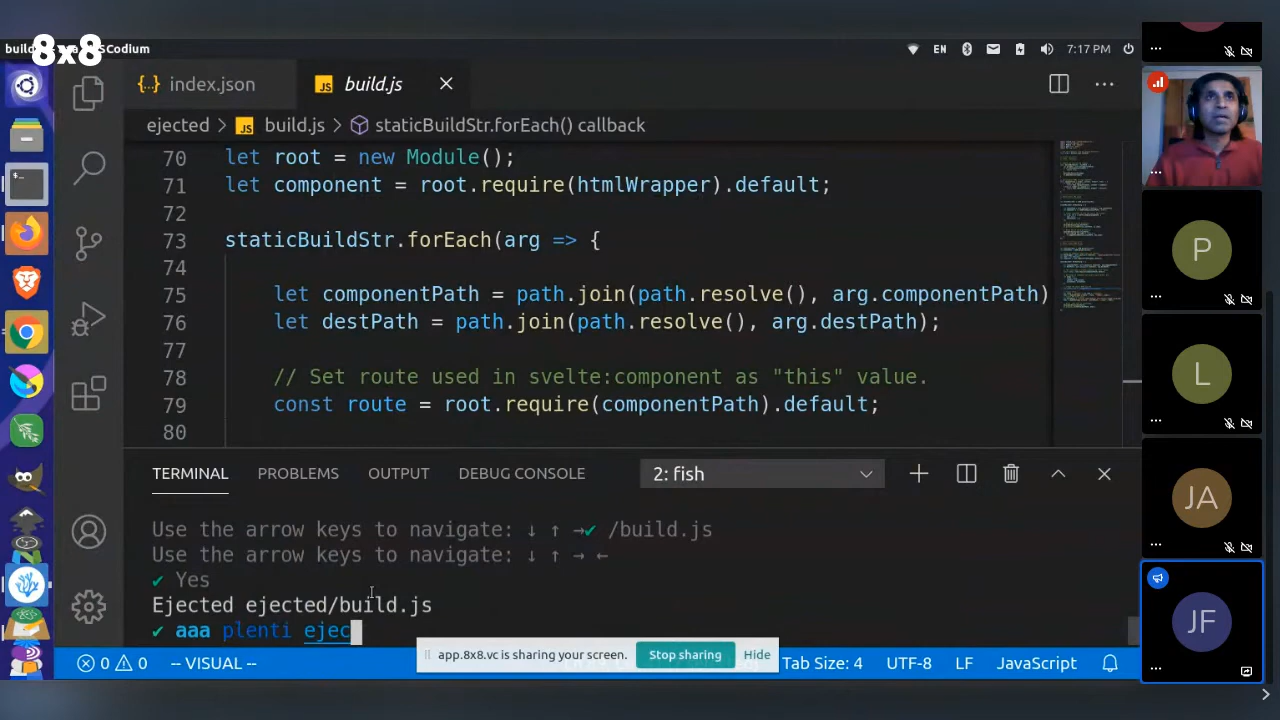 8x8
EN
7:17 PM
index.json
JS build.js
ejected > JS build.js > staticBuildStr.forEach() callback
70 let root = new Module();
71 let component = root.require(htmlWrapper).default;
72
73 staticBuildStr.forEach(arg => {
74
75 let componentPath = path.join(path.resolve(), arg.componentPath)
76 let destPath = path.join(path.resolve(), arg.destPath);
77
78 // Set route used in svelte:component as "this" value.
79 const route = root.require(componentPath).default;
80
TERMINAL PROBLEMS OUTPUT DEBUG CONSOLE 2: fish
Use the arrow keys to navigate: ↓ ↑ →✔ /build.js
Use the arrow keys to navigate: ↓ ↑ → ←
✔ Yes
Ejected ejected/build.js
✔ aaa plenti ejec
app.8x8.vc is sharing your screen. Stop sharing Hide
0 0 -- VISUAL -- Tab Size: 4 UTF-8 LF JavaScript
P
L
JA
JF